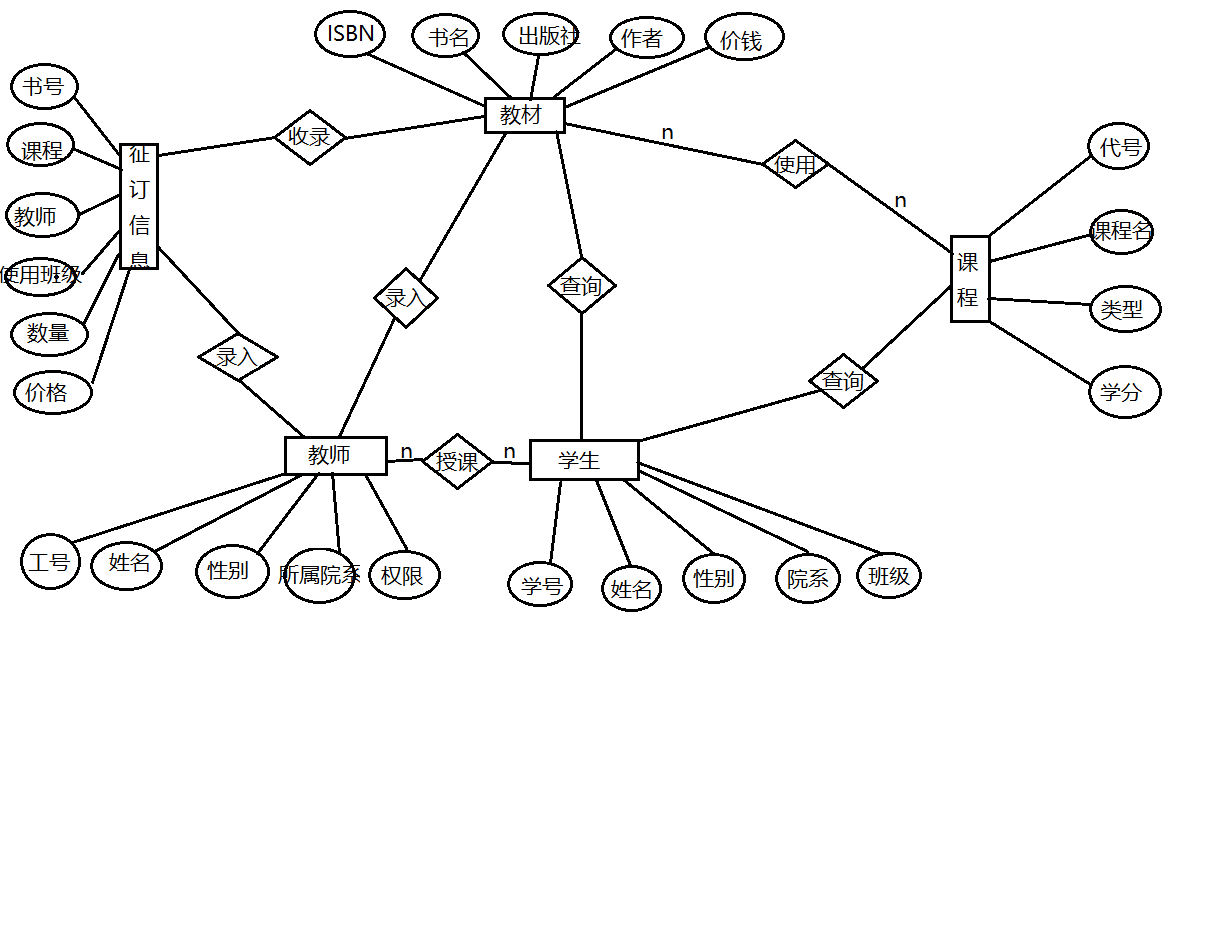 ISBN
书名
出版社
作者
价钱
书号
教材
n
收录
代号
课程
征
订
信
息
使用
n
教师
课程名
课
程
使用班级
查询
录入
类型
数量
录入
查询
价格
学分
教师
n
授课
n
学生
工号
姓名
性别
所属院系
权限
学号
姓名
性别
院系
班级